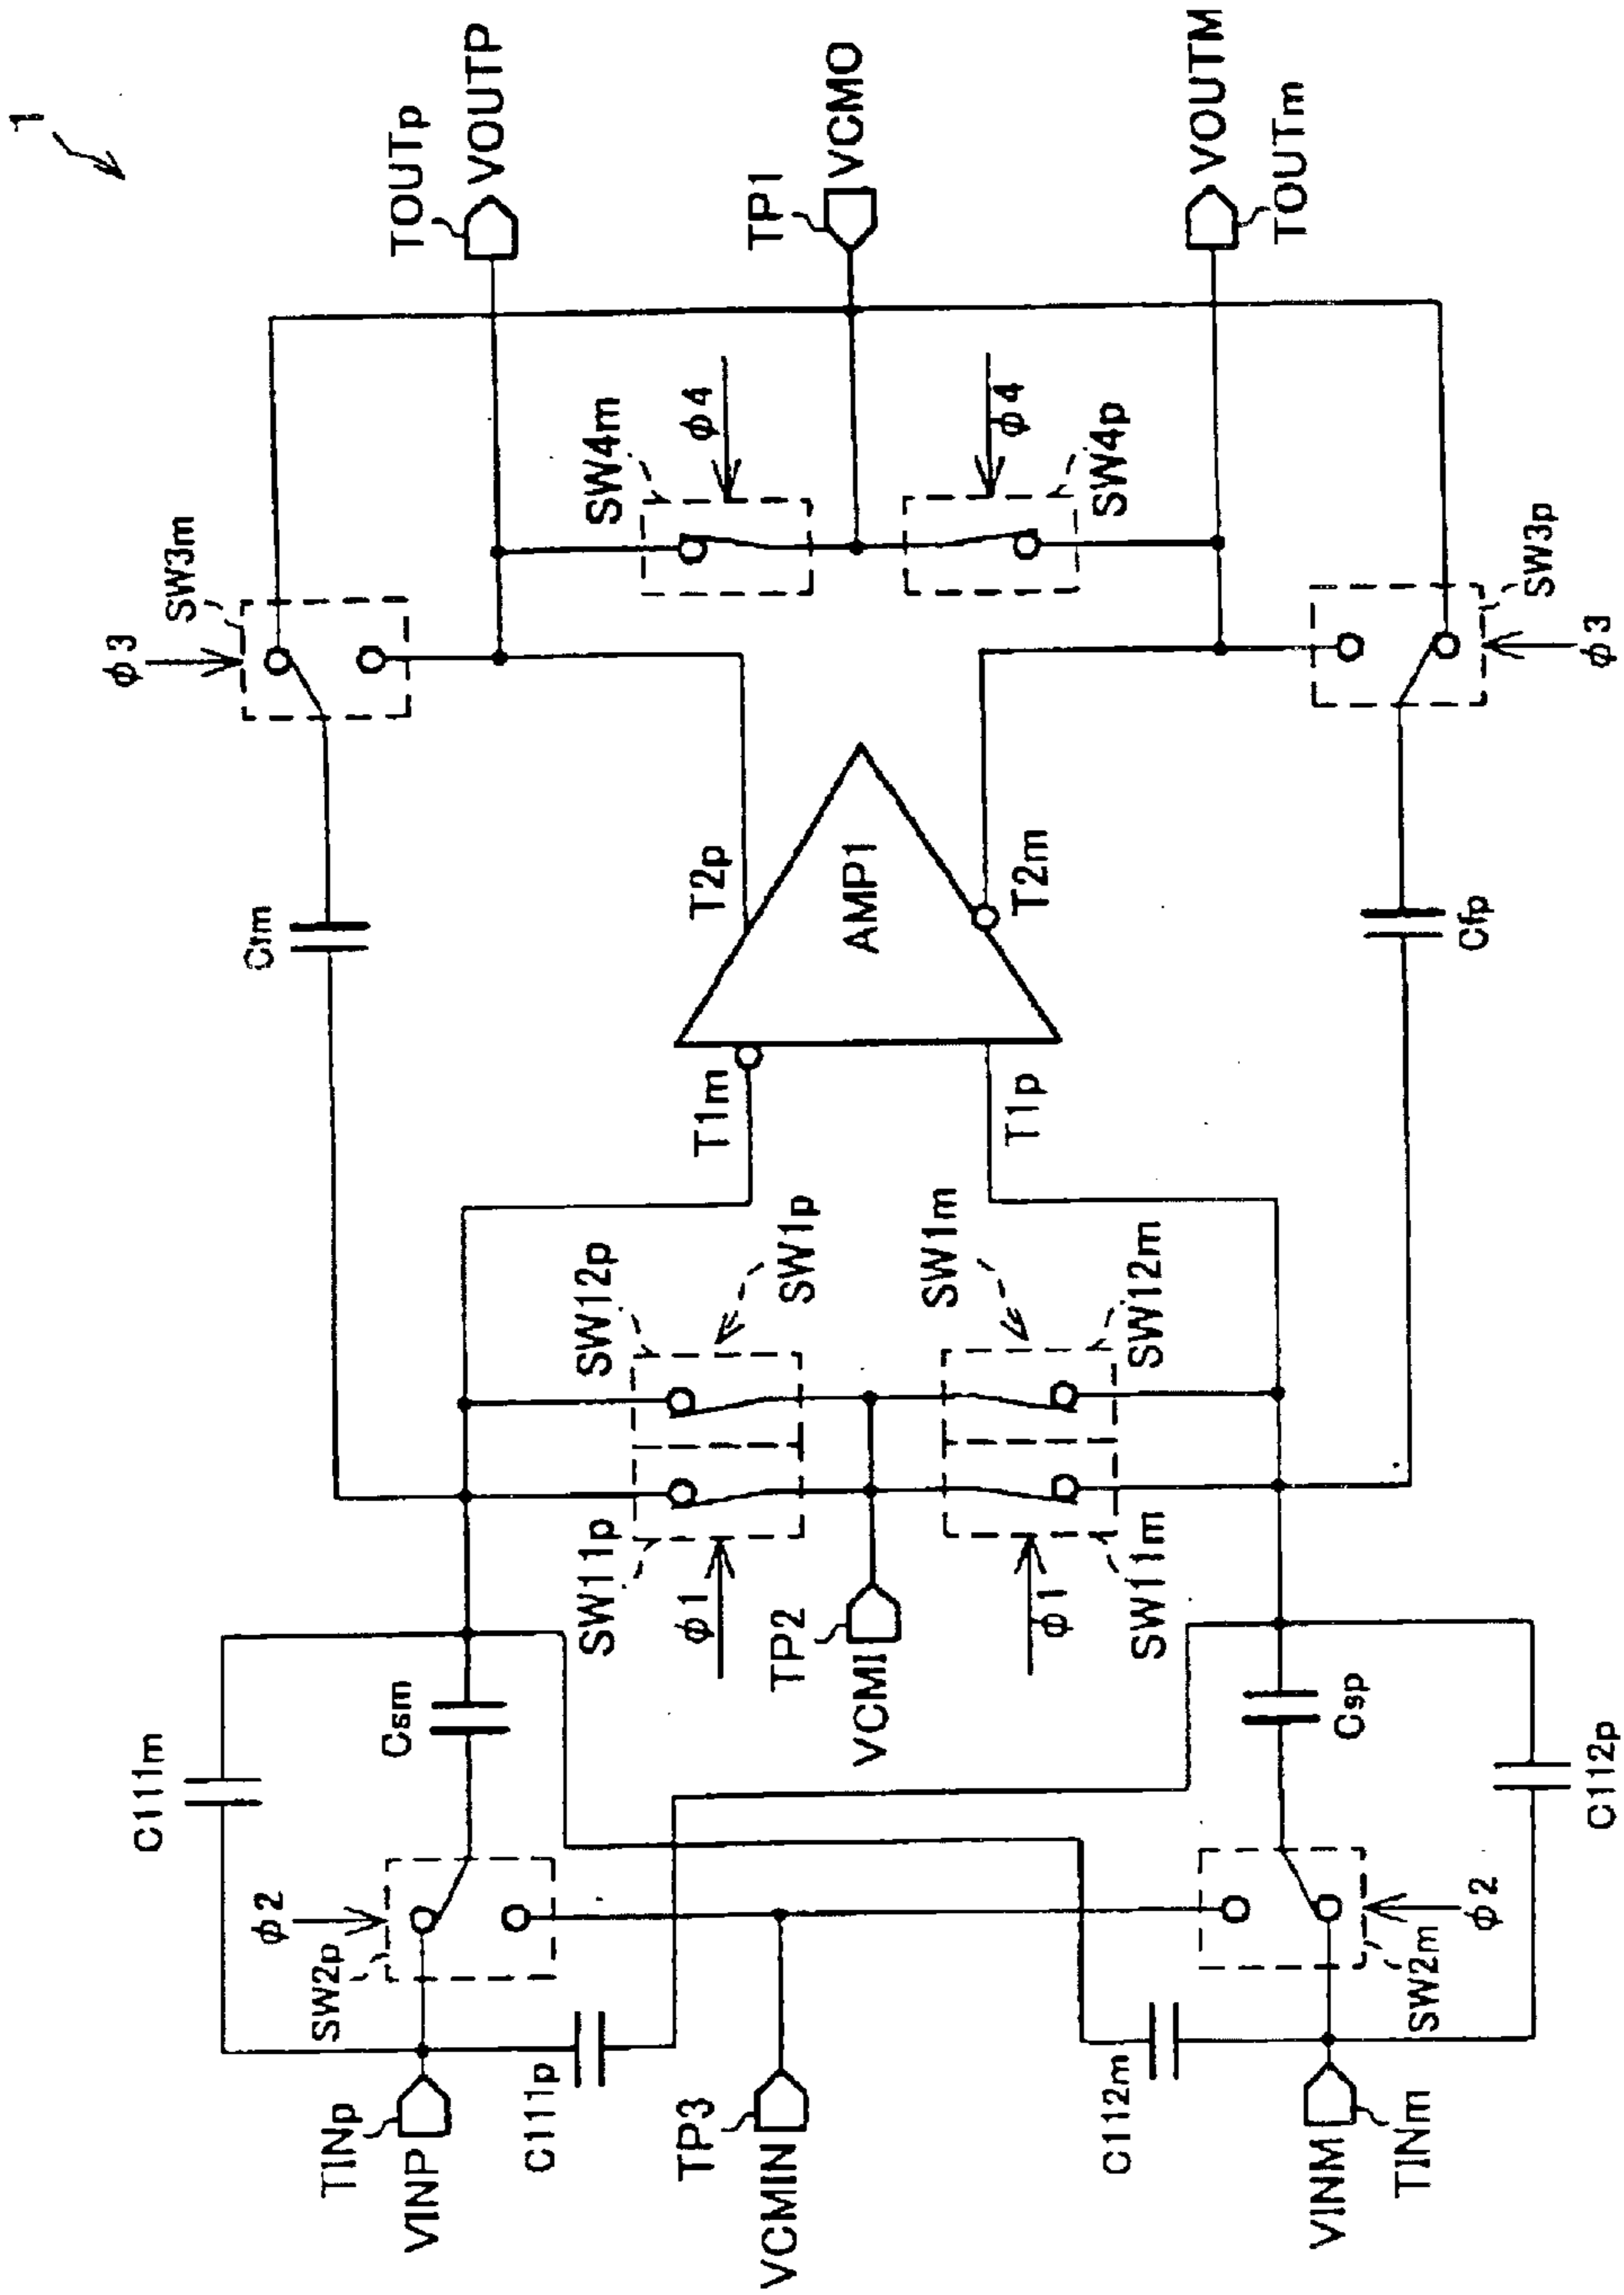 1
TOUTp
VOUTP
TP1
VCMO
VOUTM
TOUTm
φ3
SW3m
SW4m
φ4
φ4
SW4p
SW3p
φ3
Cfm
T2p
AMP1
T2m
Cfp
T1m
T1p
SW12p
SW1p
SW1m
SW12m
SW11p
φ1
TP2
VCMI
φ1
SW11m
C111m
Csm
Csp
C112p
φ2
SW2p
φ2
SW2m
TINp
VINP
C111p
TP3
VCMIN
C112m
VINM
TINm